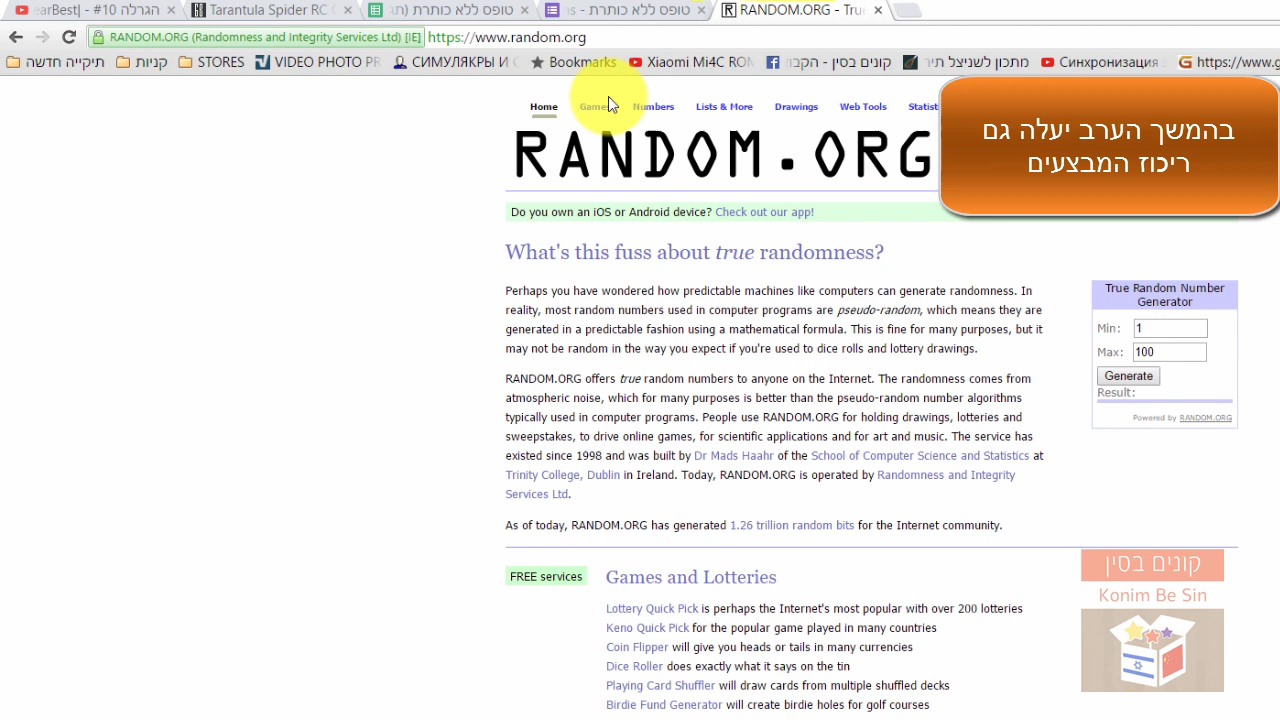 earBest| - #10 הגרלה
Tarantula Spider RC
טופס ללא כותרת (תג
טופס ללא כותרת - ns
RANDOM.ORG - True
RANDOM.ORG (Randomness and Integrity Services Ltd) [IE] https://www.random.org
תיקייה חדשה
קניות
STORES
VIDEO PHOTO PR
СИМУЛЯКРЫ И С
Bookmarks
Xiaomi Mi4C ROM
קונים בסין - הקבו
מתכון לשניצל תיר
Синхронизация
https://www.g
Home Games Numbers Lists & More Drawings Web Tools Statist
בהמשך הערב יעלה גם
ריכוז המבצעים
RANDOM.ORG
Do you own an iOS or Android device? Check out our app!
What's this fuss about true randomness?
Perhaps you have wondered how predictable machines like computers can generate randomness. In
reality, most random numbers used in computer programs are pseudo-random, which means they are
generated in a predictable fashion using a mathematical formula. This is fine for many purposes, but it
may not be random in the way you expect if you're used to dice rolls and lottery drawings.
RANDOM.ORG offers true random numbers to anyone on the Internet. The randomness comes from
atmospheric noise, which for many purposes is better than the pseudo-random number algorithms
typically used in computer programs. People use RANDOM.ORG for holding drawings, lotteries and
sweepstakes, to drive online games, for scientific applications and for art and music. The service has
existed since 1998 and was built by Dr Mads Haahr of the School of Computer Science and Statistics at
Trinity College, Dublin in Ireland. Today, RANDOM.ORG is operated by Randomness and Integrity
Services Ltd.
As of today, RANDOM.ORG has generated 1.26 trillion random bits for the Internet community.
True Random Number
Generator
Min: 1
Max: 100
Generate
Result:
Powered by RANDOM.ORG
FREE services
Games and Lotteries
Lottery Quick Pick is perhaps the Internet's most popular with over 200 lotteries
Keno Quick Pick for the popular game played in many countries
Coin Flipper will give you heads or tails in many currencies
Dice Roller does exactly what it says on the tin
Playing Card Shuffler will draw cards from multiple shuffled decks
Birdie Fund Generator will create birdie holes for golf courses
קונים בסין
Konim Be Sin